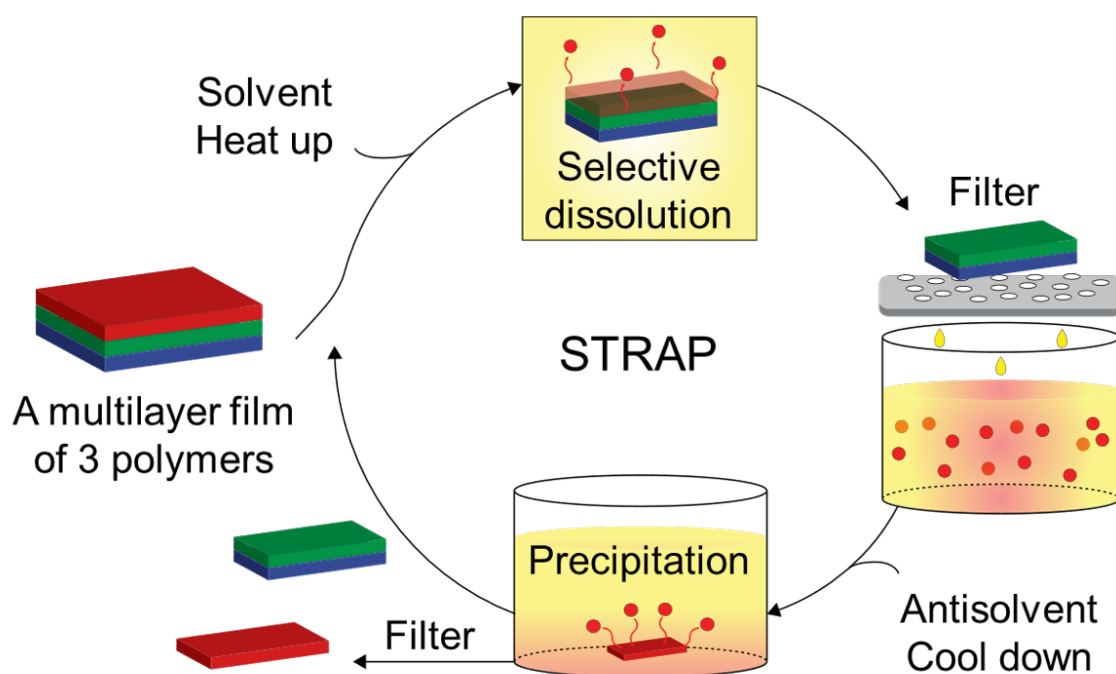 Solvent
Heat up
Selective
dissolution
Filter
STRAP
A multilayer film
of 3 polymers
Precipitation
Antisolvent
Cool down
Filter